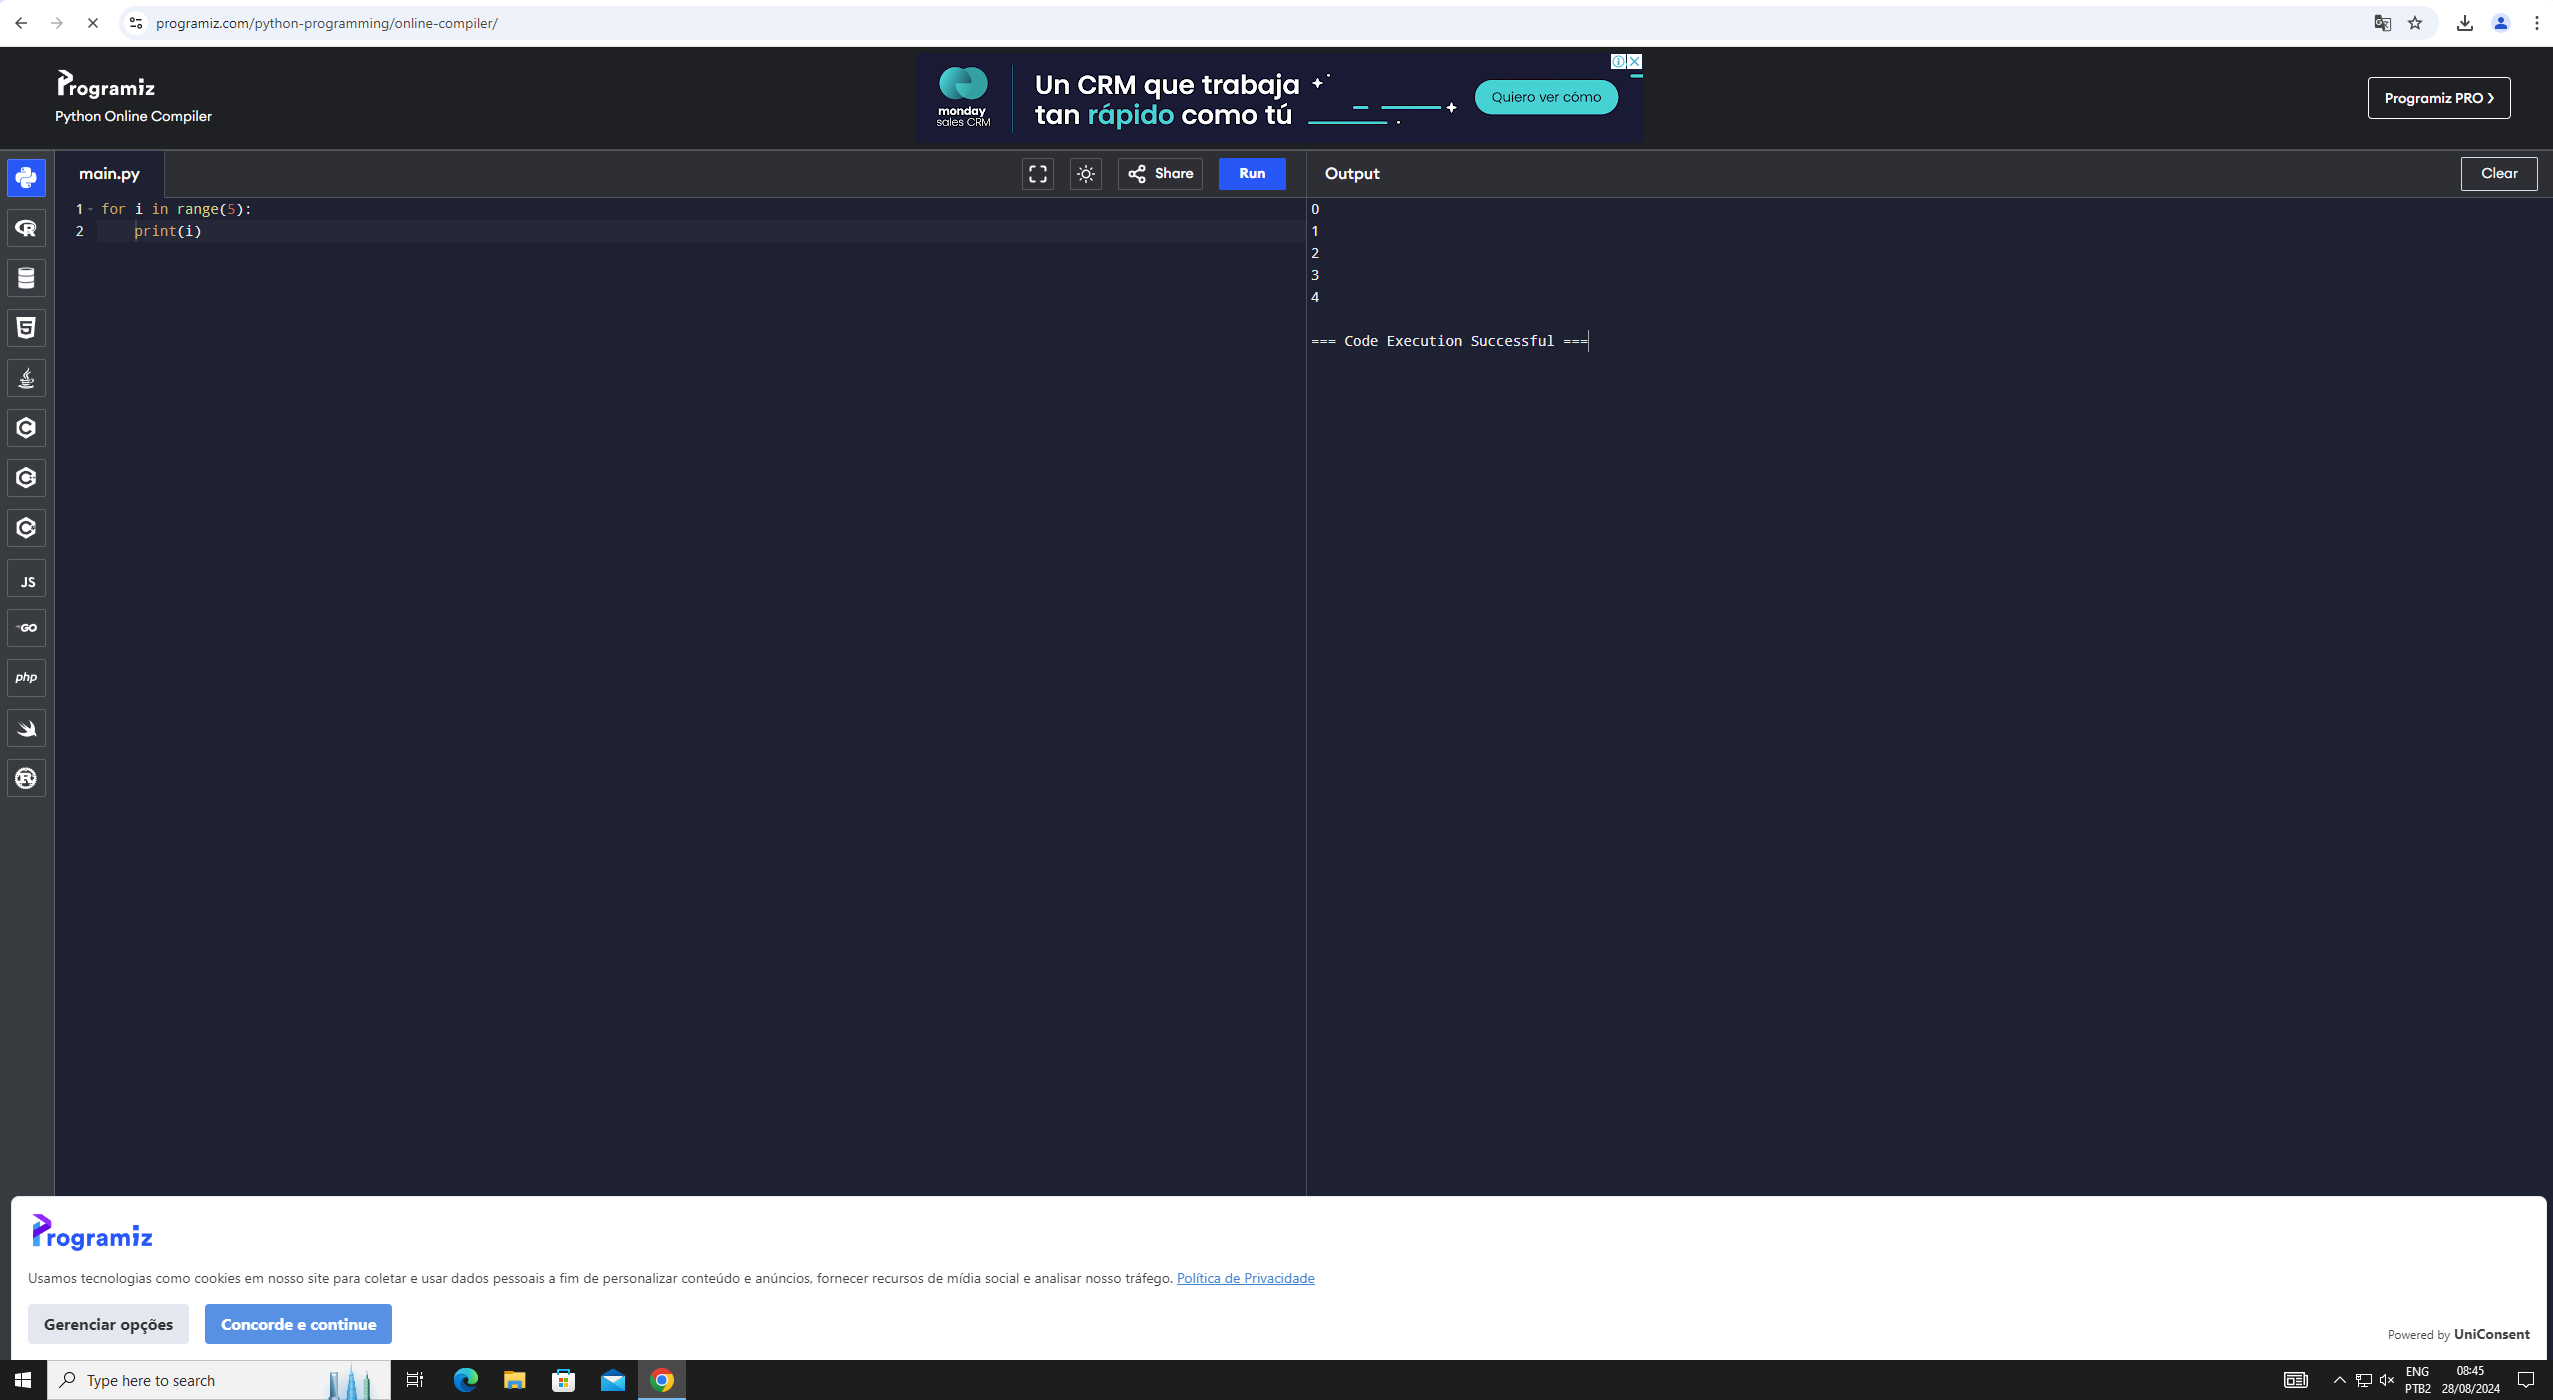 programiz.com/python-programming/online-compiler/
Programiz
Python Online Compiler
monday
sales CRM
Un CRM que trabaja
tan rápido como tú
Quiero ver cómo
Programiz PRO
main.py
Share
Run
Output
Clear
1 for i in range(5):
2     print(i)
0
1
2
3
4
=== Code Execution Successful ===
JS
GO
php
Programiz
Usamos tecnologias como cookies em nosso site para coletar e usar dados pessoais a fim de personalizar conteúdo e anúncios, fornecer recursos de mídia social e analisar nosso tráfego. Política de Privacidade
Gerenciar opções
Concorde e continue
Powered by UniConsent
Type here to search
ENG
PTB2
08:45
28/08/2024